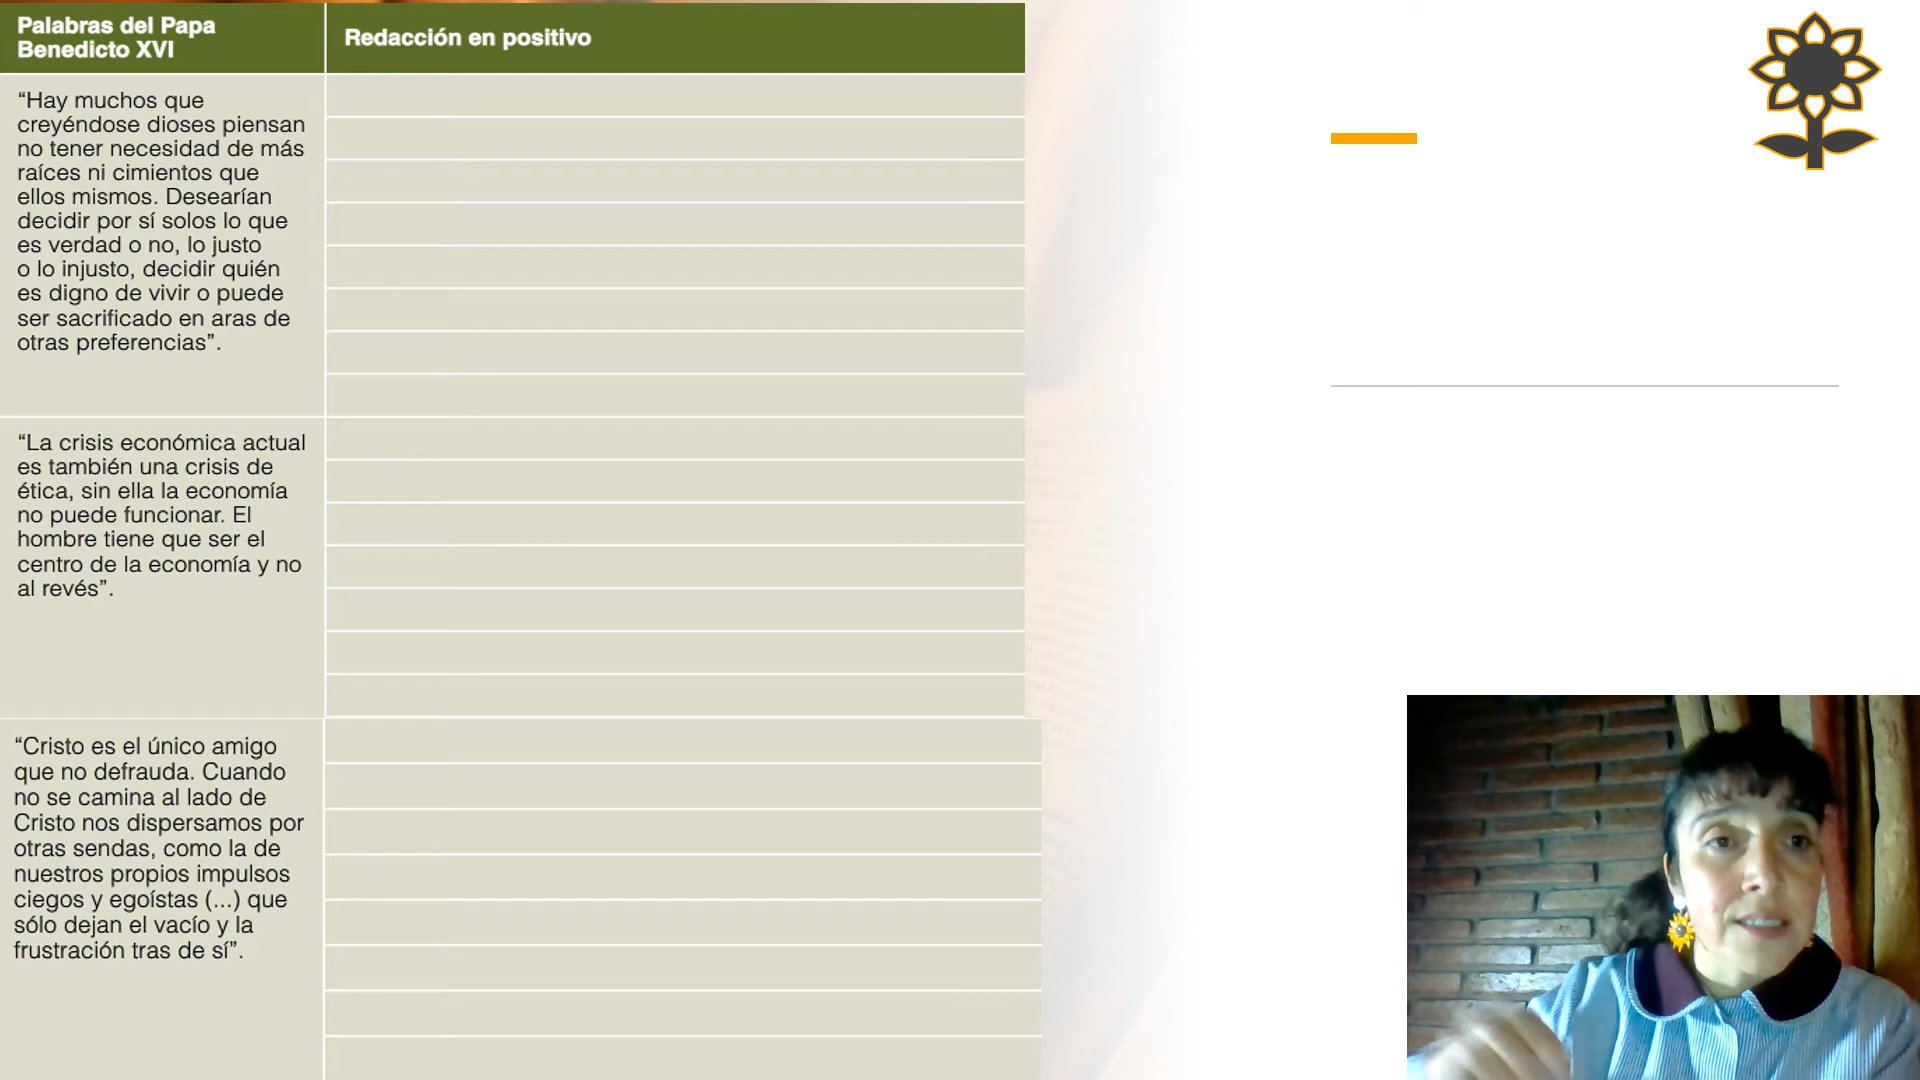 Palabras del Papa
Benedicto XVI
Redacción en positivo
“Hay muchos que
creyéndose dioses piensan
no tener necesidad de más
raíces ni cimientos que
ellos mismos. Desearían
decidir por sí solos lo que
es verdad o no, lo justo
o lo injusto, decidir quién
es digno de vivir o puede
ser sacrificado en aras de
otras preferencias”.
“La crisis económica actual
es también una crisis de
ética, sin ella la economía
no puede funcionar. El
hombre tiene que ser el
centro de la economía y no
al revés”.
“Cristo es el único amigo
que no defrauda. Cuando
no se camina al lado de
Cristo nos dispersamos por
otras sendas, como la de
nuestros propios impulsos
ciegos y egoístas (...) que
sólo dejan el vacío y la
frustración tras de sí”.